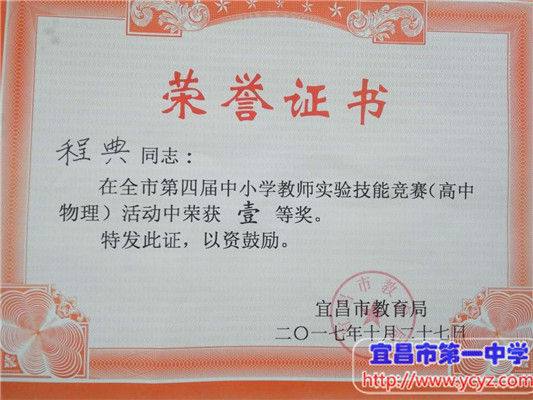 荣誉证书
程典 同志：
在全市第四届中小学教师实验技能竞赛（高中
物理）活动中荣获 壹 等奖。
特发此证，以资鼓励。
宜昌市教育局
二〇一七年十月二十七日
宜昌市第一中学
http://www.ycyz.com